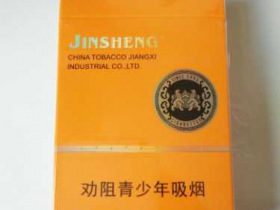 JINSHENG
CHINA TOBACCO JIANGXI
INDUSTRIAL CO.,LTD.
劝阻青少年吸烟